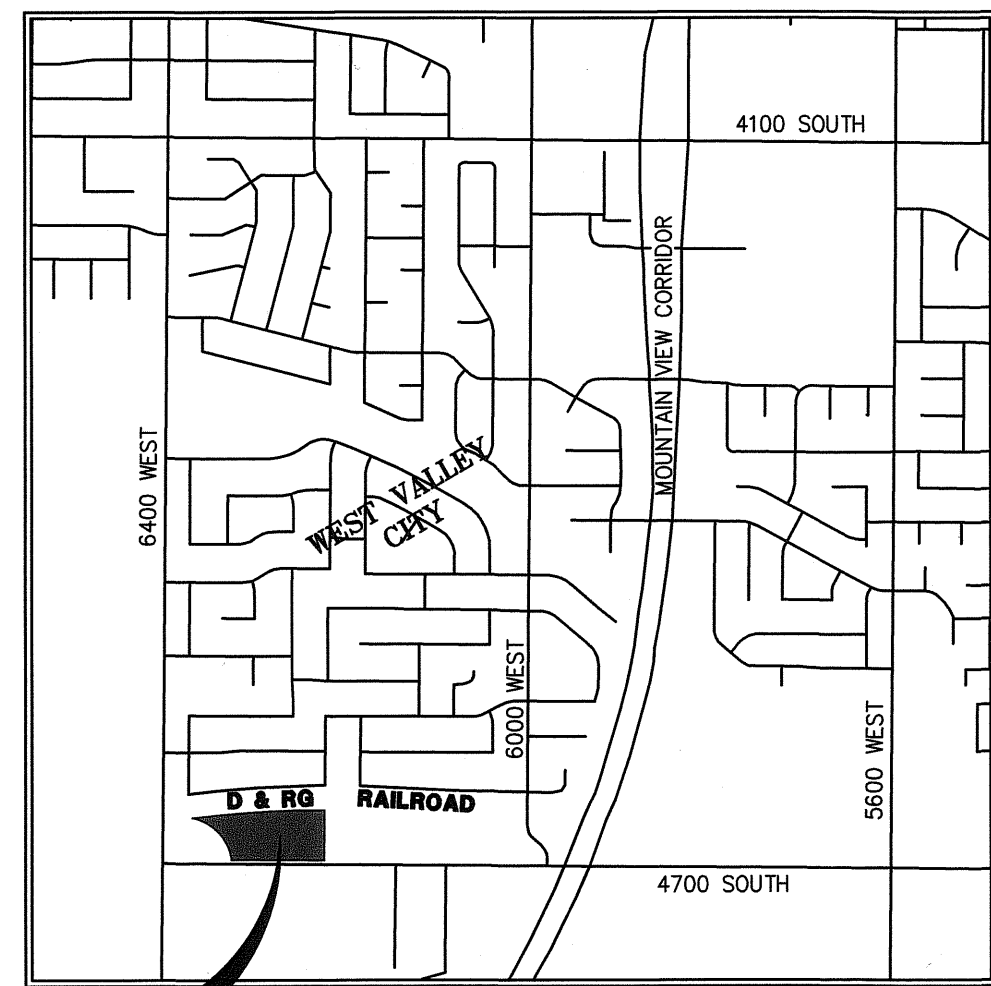 4100 SOUTH
MOUNTAIN VIEW CORRIDOR
6400 WEST
WEST VALLEY
CITY
6000 WEST
5600 WEST
D & RG RAILROAD
4700 SOUTH